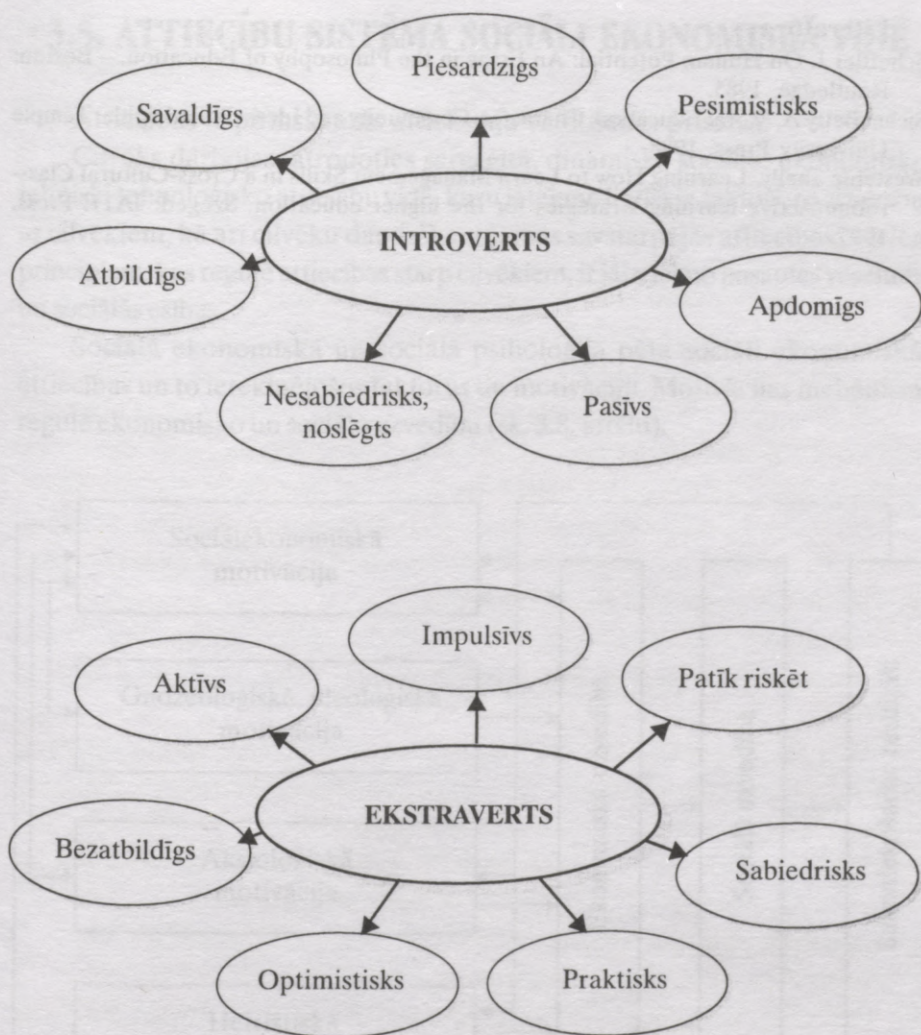 Piesardzīgs
Savaldīgs
Pesimistisks
INTROVERTS
Atbildīgs
Apdomīgs
Nesabiedrisks,
noslēgts
Pasīvs
Impulsīvs
Aktīvs
Patīk riskēt
EKSTRAVERTS
Bezatbildīgs
Sabiedrisks
Optimistisks
Praktisks